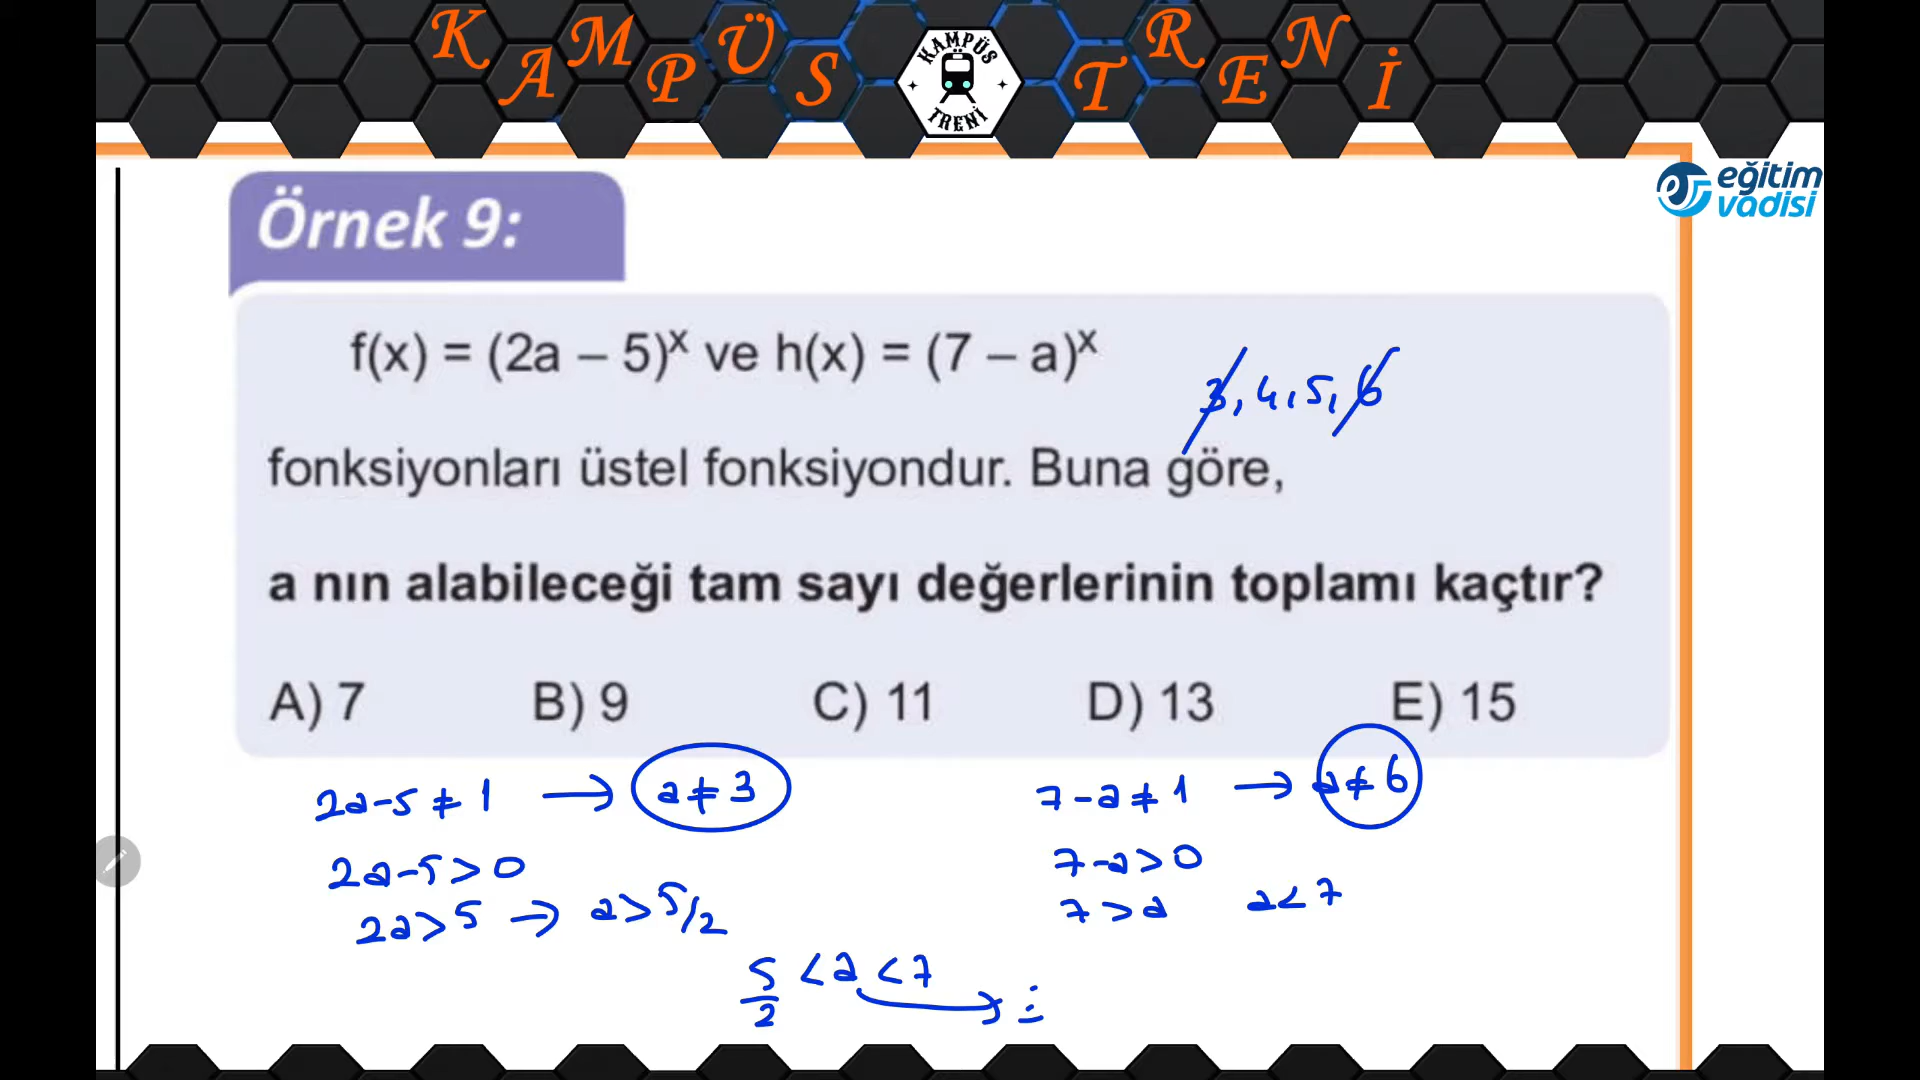 KAMPÜS TRENİ
KAMPÜS
TRENİ
eğitim
vadisi
Örnek 9:
f(x) = (2a – 5)ˣ ve h(x) = (7 – a)ˣ
3, 4, 5, 6
fonksiyonları üstel fonksiyondur. Buna göre,
a nın alabileceği tam sayı değerlerinin toplamı kaçtır?
A) 7 B) 9 C) 11 D) 13 E) 15
2a-5 ≠ 1 → a ≠ 3
2a-5 > 0
2a > 5 → a > 5/2
7-a ≠ 1 → a ≠ 6
7-a > 0
7 > a a < 7
5/2 < a < 7